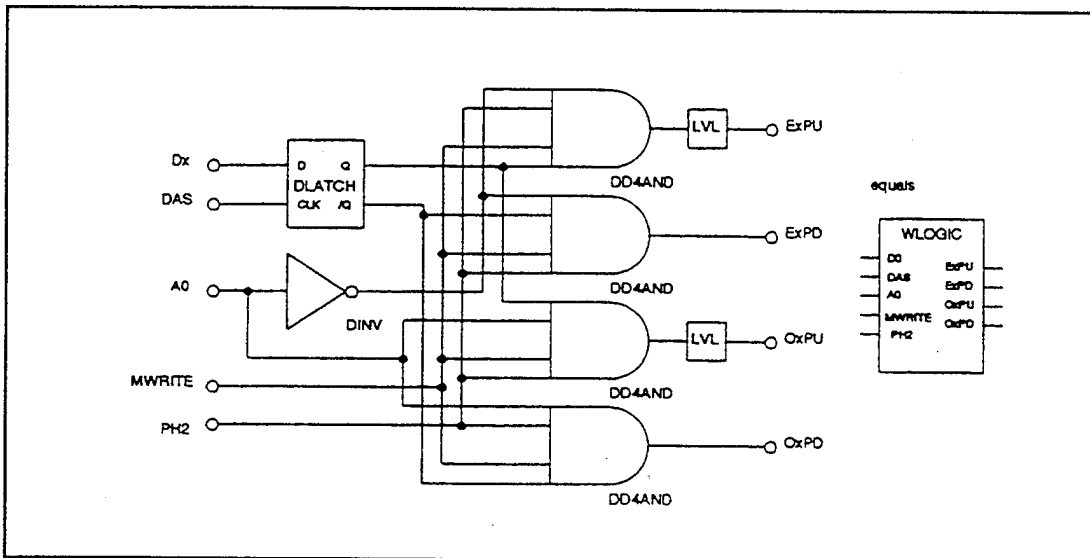 LVL
ExPU
Dx
D Q
DLATCH
CLK /Q
DAS
DD4AND
equals
ExPD
WLOGIC
D0 ExPU
DAS ExPD
A0 OxPU
MWRITE OxPD
PH2
A0
DINV
DD4AND
LVL
OxPU
MWRITE
DD4AND
PH2
OxPD
DD4AND